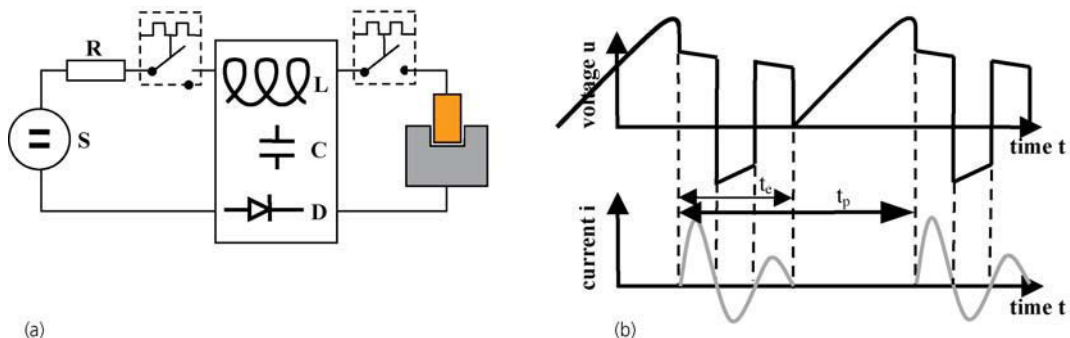 R
L
C
D
S
(a)
voltage u
time t
tₑ
tₚ
current i
time t
(b)